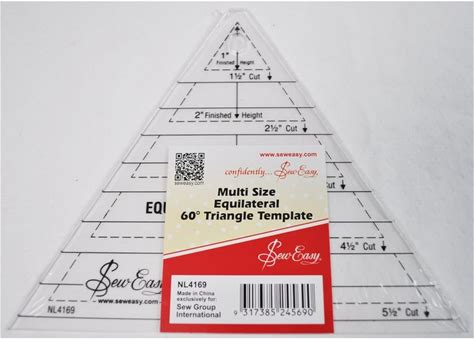 1"
Finished Height
1½" Cut
2" Finished Height
2½" Cut
www.seweasy.com
confidently... Sew Easy
seweasy.com
Multi Size
Equilateral
60° Triangle Template
EQU
4½" Cut
Sew Easy
www.seweasy.com
NL4169
Sew Easy
NL4169
Made in China
exclusively for:
Sew Group
International
9 317385 245690
5½" Cut